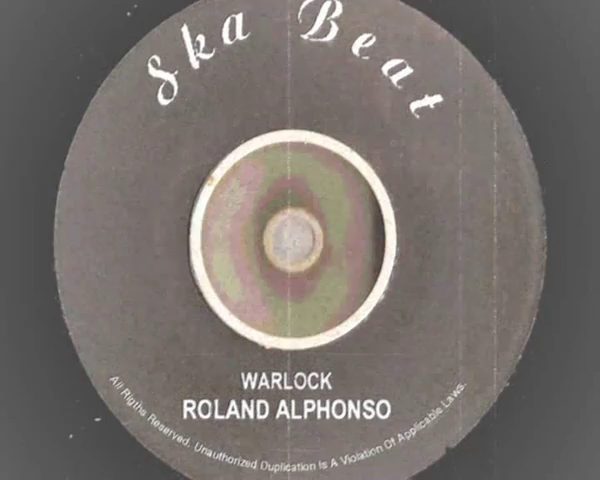 Ska Beat
WARLOCK
ROLAND ALPHONSO
All Rigths Reserved. Unauthorized Duplication Is A Violation Of Applicable Laws.